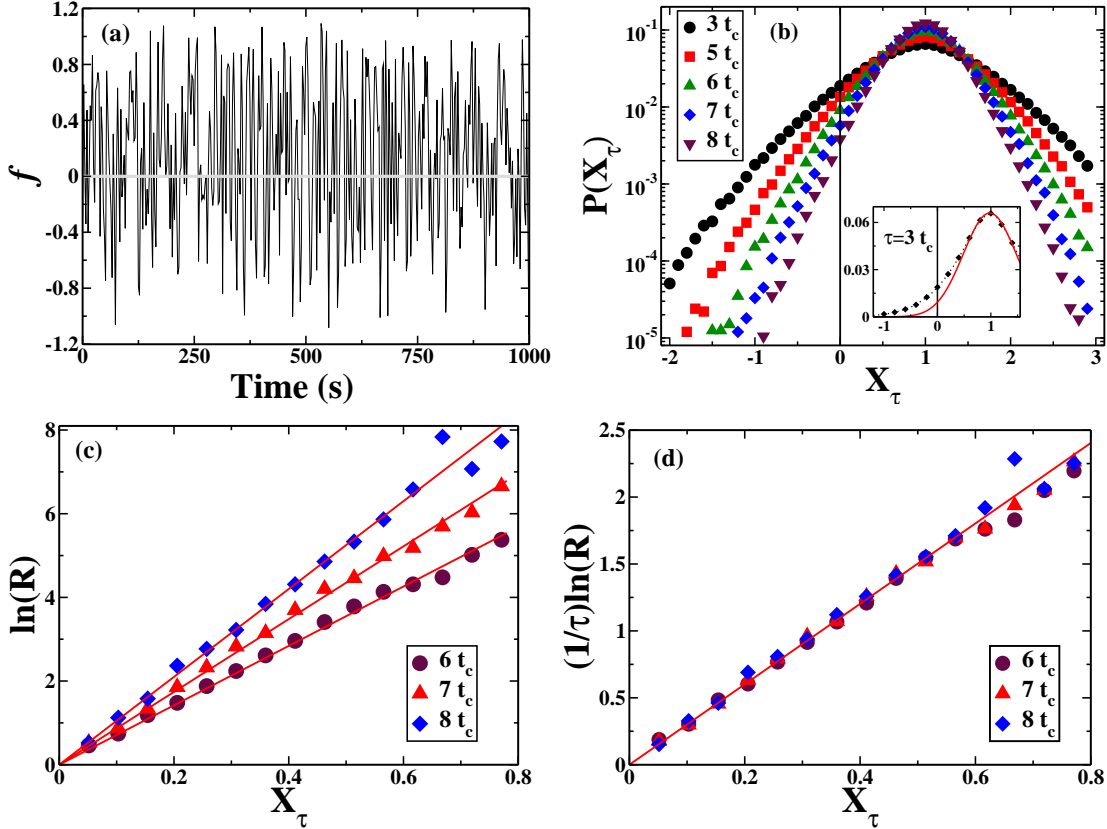 (a)
f
1.2
0.8
0.4
0
-0.4
-0.8
-1.2
0 250 500 750 1000
Time (s)
(b)
P(X_τ)
10^-1
10^-2
10^-3
10^-4
10^-5
3 t_c
5 t_c
6 t_c
7 t_c
8 t_c
τ=3 t_c
0.06
0.03
0
-1 0 1
-2 -1 0 1 2 3
X_τ
(c)
ln(R)
8
6
4
2
0
6 t_c
7 t_c
8 t_c
0 0.2 0.4 0.6 0.8
X_τ
(d)
(1/τ)ln(R)
2.5
2
1.5
1
0.5
0
6 t_c
7 t_c
8 t_c
0 0.2 0.4 0.6 0.8
X_τ